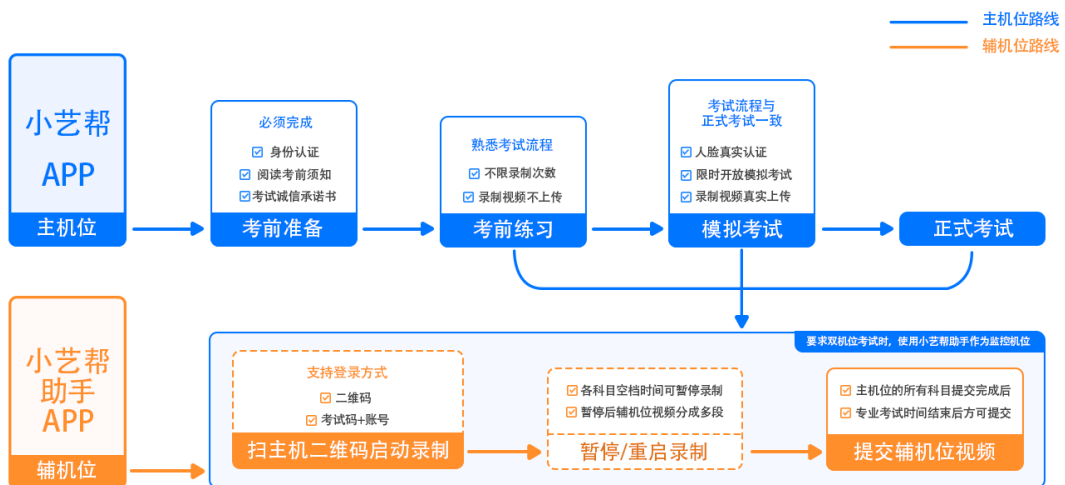 主机位路线
辅机位路线
小艺帮
APP
主机位
必须完成
身份认证
阅读考前须知
考试诚信承诺书
考前准备
熟悉考试流程
不限录制次数
录制视频不上传
考前练习
考试流程与
正式考试一致
人脸真实认证
限时开放模拟考试
录制视频真实上传
模拟考试
正式考试
小艺帮
助手
APP
辅机位
要求双机位考试时，使用小艺帮助手作为监控机位
支持登录方式
二维码
考试码+账号
扫主机二维码启动录制
各科目空档时间可暂停录制
暂停后辅机位视频分成多段
暂停/重启录制
主机位的所有科目提交完成后
专业考试时间结束后方可提交
提交辅机位视频